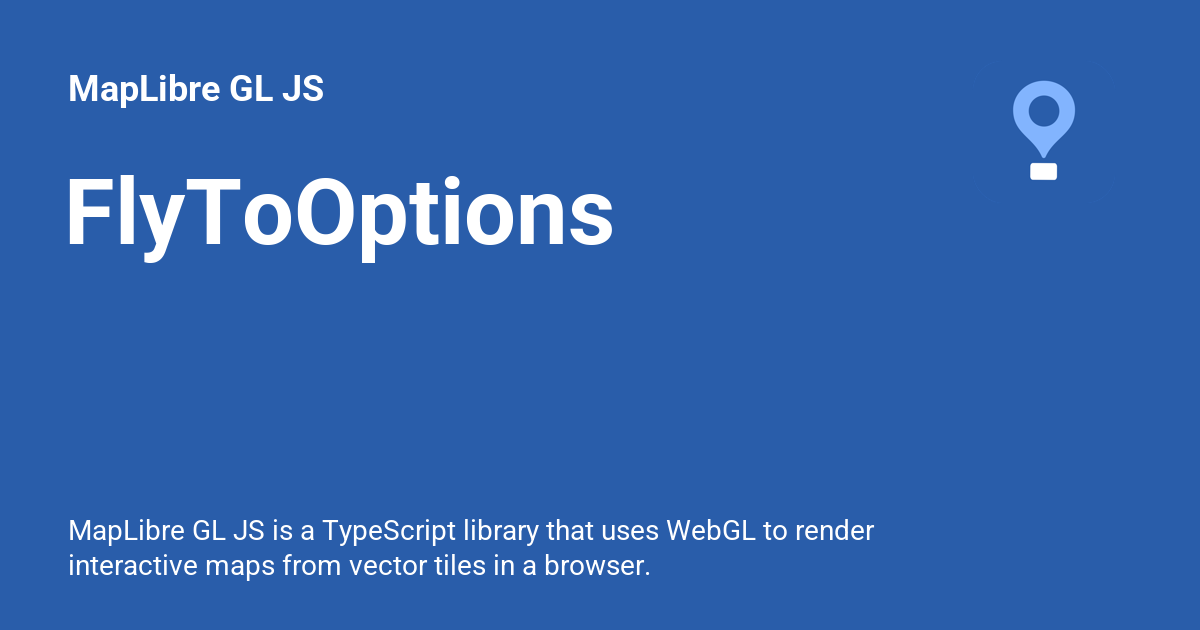 MapLibre GL JS
FlyToOptions
MapLibre GL JS is a TypeScript library that uses WebGL to render
interactive maps from vector tiles in a browser.